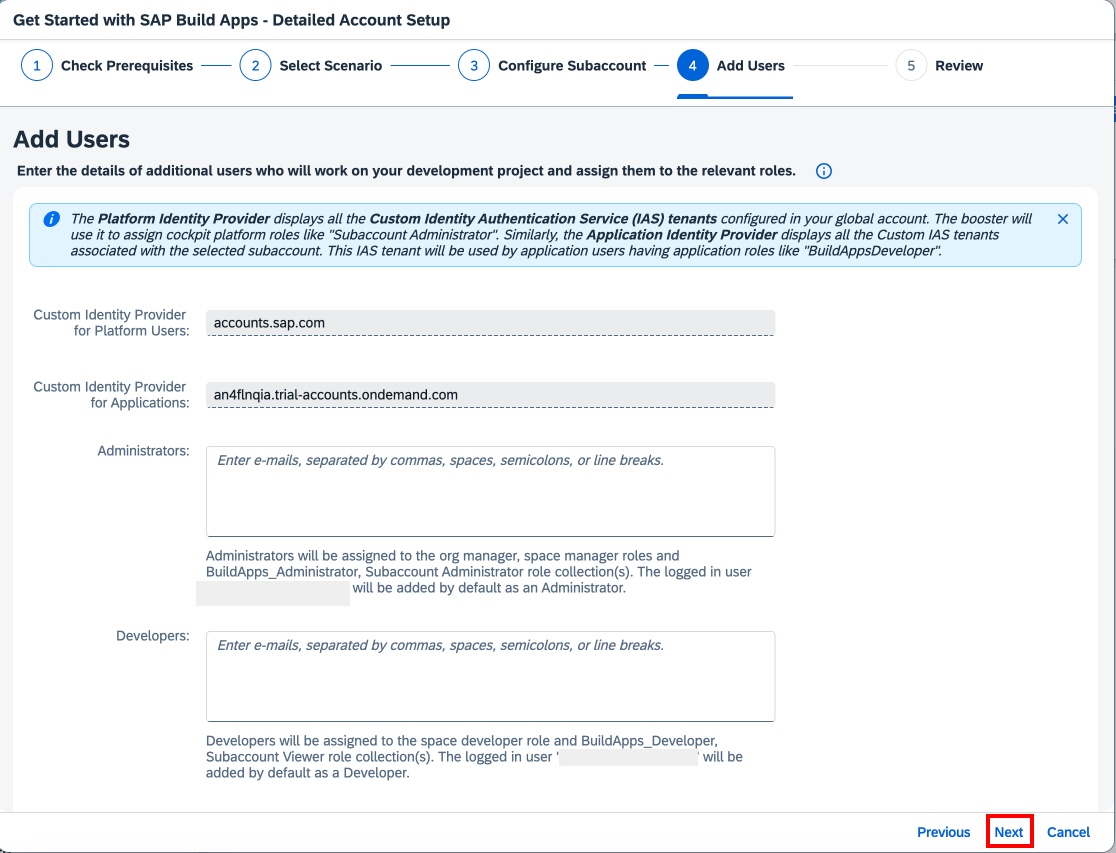 Get Started with SAP Build Apps - Detailed Account Setup
1 Check Prerequisites 2 Select Scenario 3 Configure Subaccount 4 Add Users 5 Review
Add Users
Enter the details of additional users who will work on your development project and assign them to the relevant roles.
The Platform Identity Provider displays all the Custom Identity Authentication Service (IAS) tenants configured in your global account. The booster will
use it to assign cockpit platform roles like "Subaccount Administrator". Similarly, the Application Identity Provider displays all the Custom IAS tenants
associated with the selected subaccount. This IAS tenant will be used by application users having application roles like "BuildAppsDeveloper".
Custom Identity Provider
for Platform Users:
accounts.sap.com
Custom Identity Provider
for Applications:
an4flnqia.trial-accounts.ondemand.com
Administrators:
Enter e-mails, separated by commas, spaces, semicolons, or line breaks.
Administrators will be assigned to the org manager, space manager roles and
BuildApps_Administrator, Subaccount Administrator role collection(s). The logged in user
will be added by default as an Administrator.
Developers:
Enter e-mails, separated by commas, spaces, semicolons, or line breaks.
Developers will be assigned to the space developer role and BuildApps_Developer,
Subaccount Viewer role collection(s). The logged in user ' ' will be
added by default as a Developer.
Previous Next Cancel